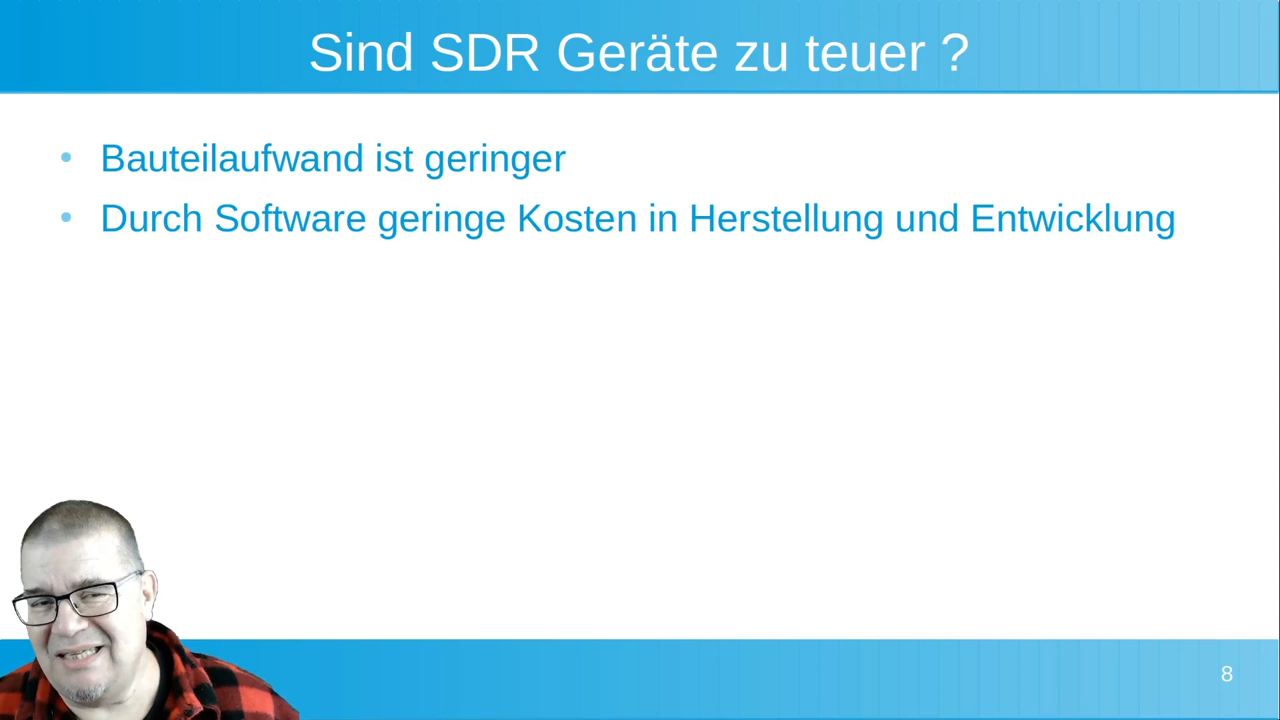 Sind SDR Geräte zu teuer ?
Bauteilaufwand ist geringer
Durch Software geringe Kosten in Herstellung und Entwicklung
8